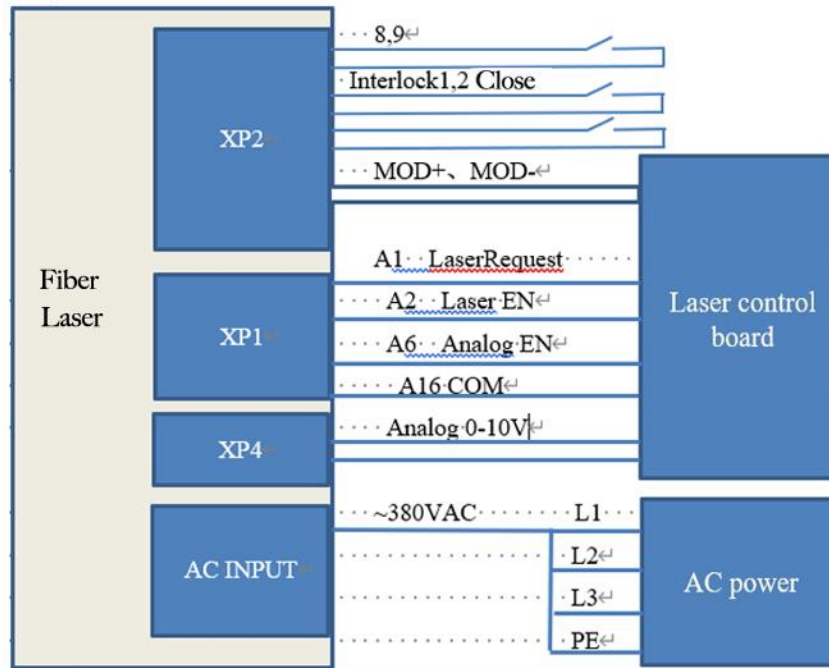 8,9
Interlock1,2 Close
XP2
MOD+、MOD-
Fiber
Laser
A1 LaserRequest
A2 Laser EN
Laser control
board
XP1
A6 Analog EN
A16 COM
Analog 0-10V
XP4
~380VAC L1
AC INPUT
L2
AC power
L3
PE